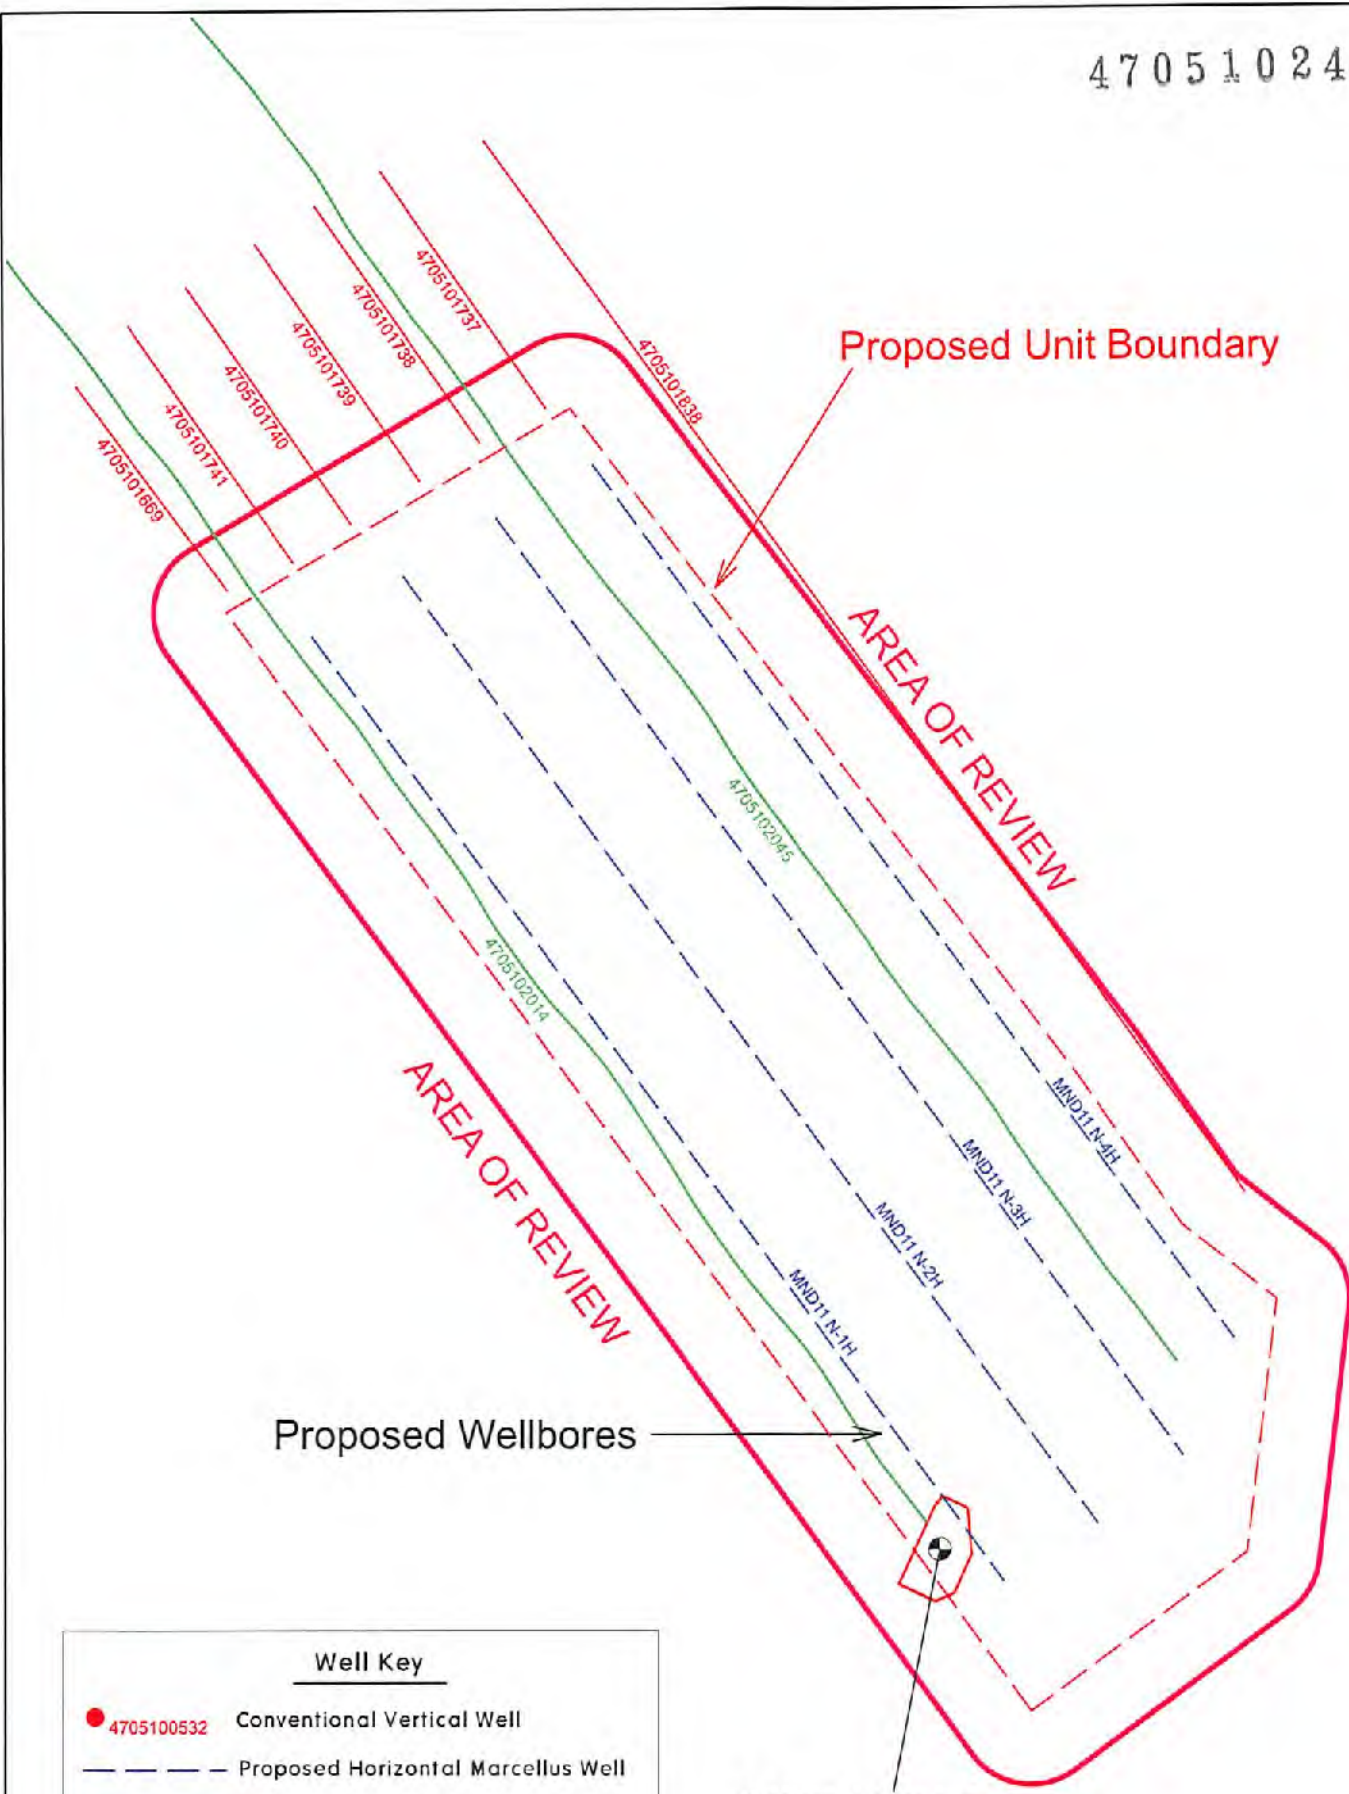 47051024
4705101737
4705101738
4705101739
4705101740
4705101741
4705101669
4705101838
Proposed Unit Boundary
AREA OF REVIEW
4705102045
4705102014
AREA OF REVIEW
MND11 N-4H
MND11 N-3H
MND11 N-2H
MND11 N-1H
Proposed Wellbores
Well Key
4705100532 Conventional Vertical Well
Proposed Horizontal Marcellus Well